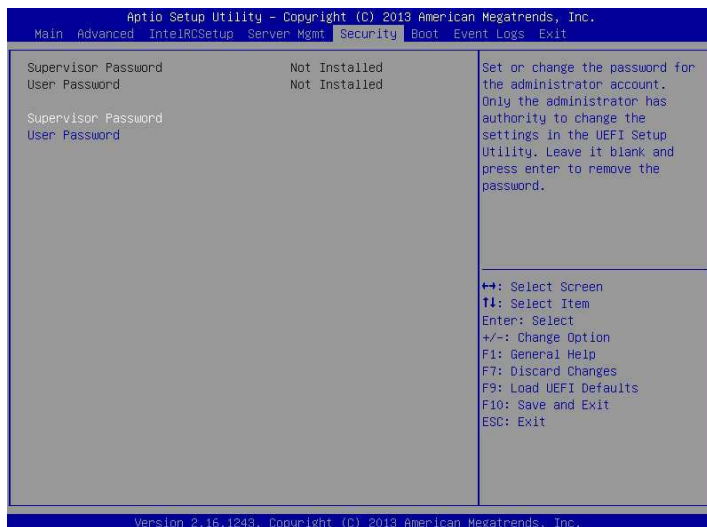 Aptio Setup Utility - Copyright (C) 2013 American Megatrends, Inc.
Main Advanced IntelRCSetup Server Mgmt Security Boot Event Logs Exit
Supervisor Password Not Installed
User Password Not Installed
Supervisor Password
User Password
Set or change the password for
the administrator account.
Only the administrator has
authority to change the
settings in the UEFI Setup
Utility. Leave it blank and
press enter to remove the
password.
↔: Select Screen
↑↓: Select Item
Enter: Select
+/-: Change Option
F1: General Help
F7: Discard Changes
F9: Load UEFI Defaults
F10: Save and Exit
ESC: Exit
Version 2.16.1243. Copyright (C) 2013 American Megatrends, Inc.